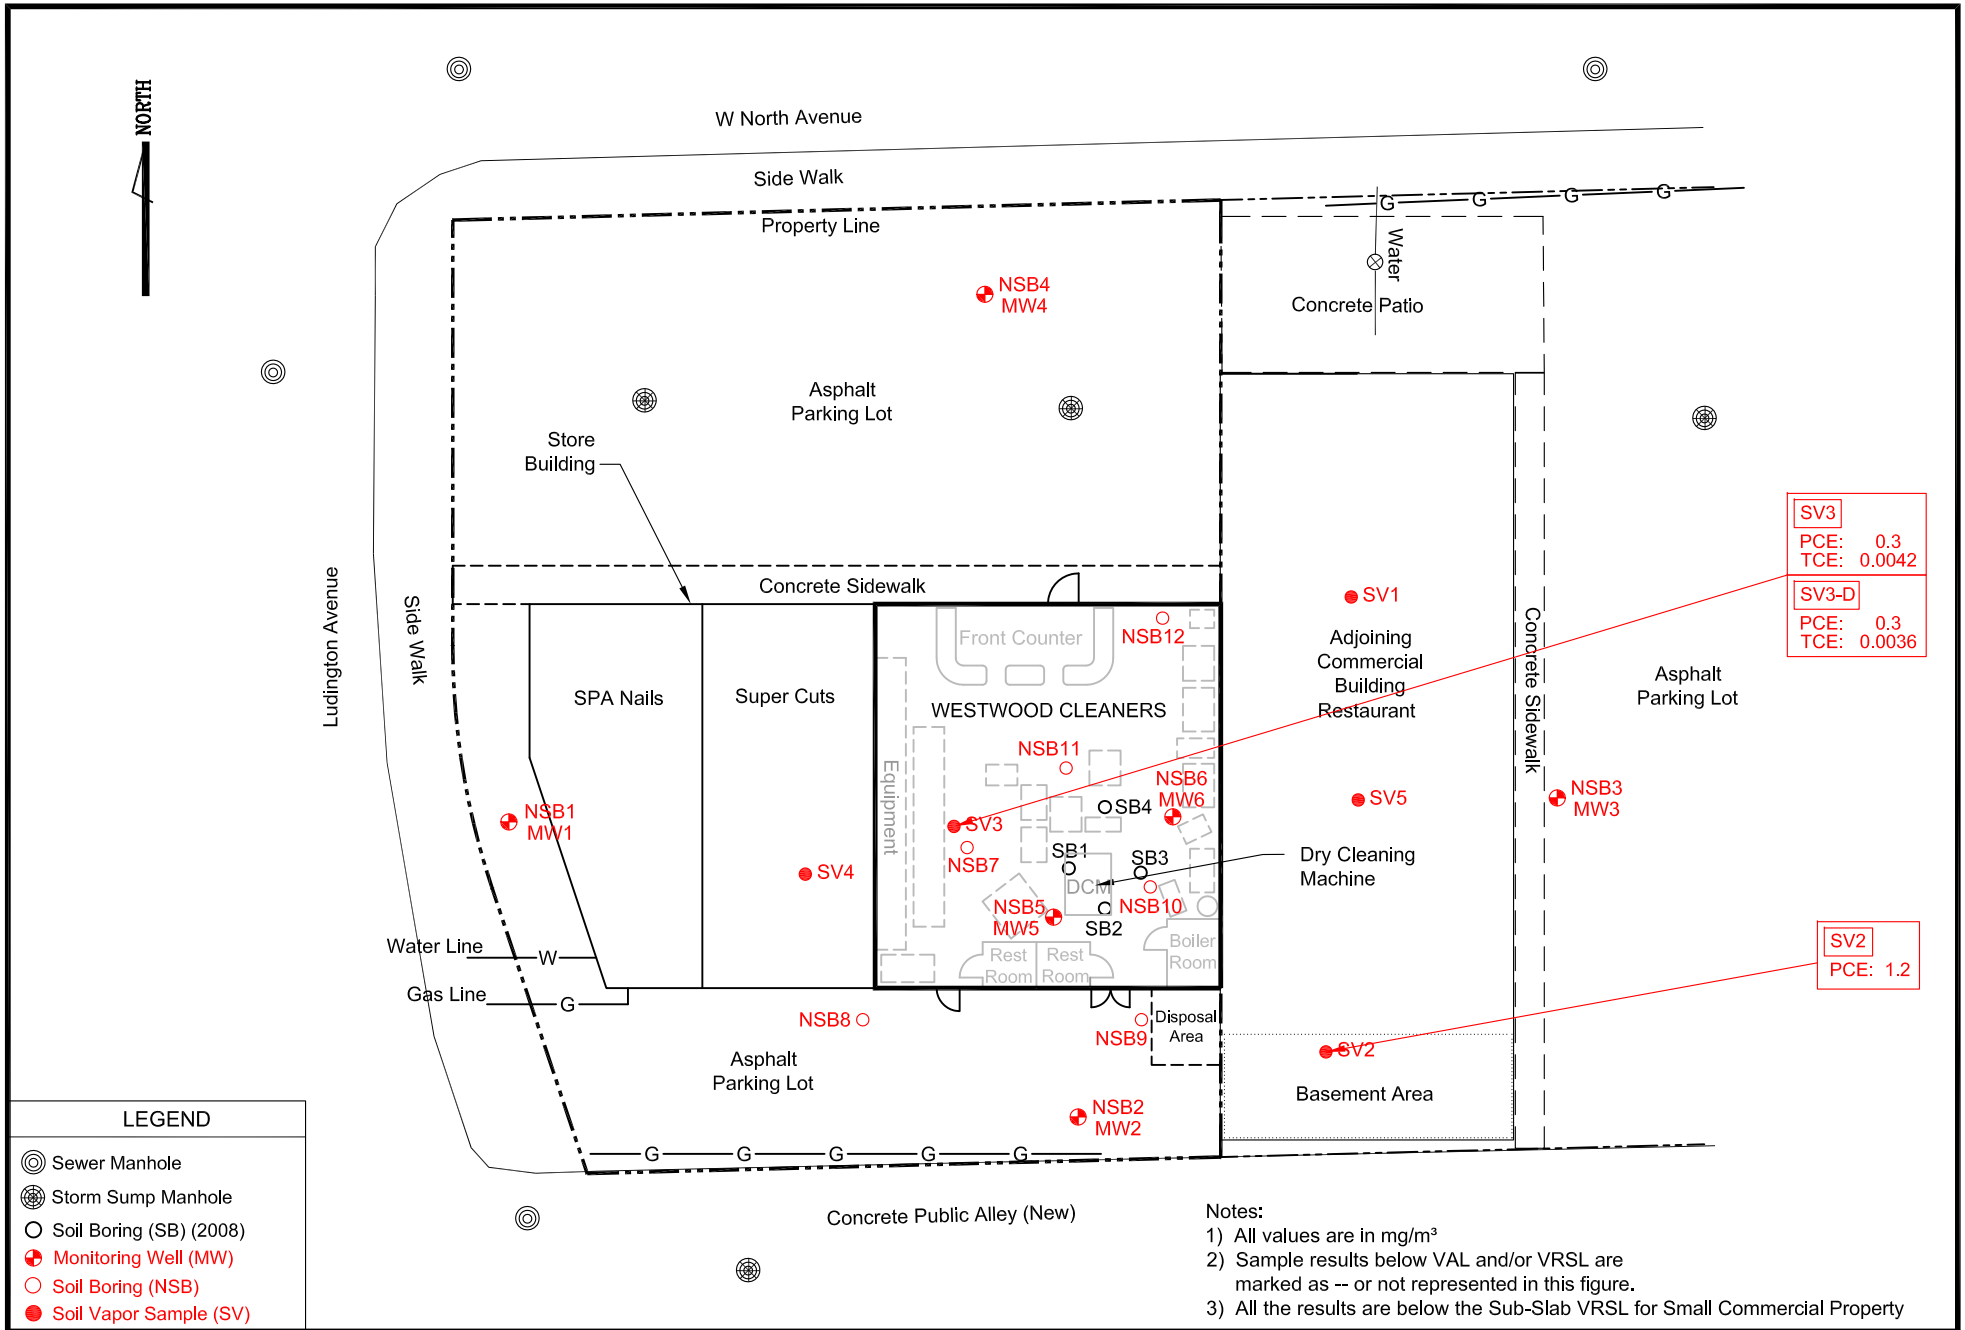 NORTH
W North Avenue
Side Walk
Property Line
G G G G
Water
NSB4
MW4
Concrete Patio
Asphalt
Parking Lot
Store
Building
SV3
PCE: 0.3
TCE: 0.0042
SV3-D
PCE: 0.3
TCE: 0.0036
Ludington Avenue
Side Walk
Concrete Sidewalk
SV1
Front Counter
NSB12
Adjoining
Commercial
Building
Restaurant
Concrete Sidewalk
Asphalt
Parking Lot
SPA Nails
Super Cuts
WESTWOOD CLEANERS
NSB11
Equipment
NSB6
MW6
SB4
SV5
NSB3
MW3
NSB1
MW1
SV3
NSB7
SB1
SB3
DCM
Dry Cleaning
Machine
SV4
NSB5
MW5
NSB10
SB2
Rest
Room
Rest
Room
Boiler
Room
Water Line
W
Gas Line
G
SV2
PCE: 1.2
NSB8
NSB9
Disposal
Area
SV2
Asphalt
Parking Lot
Basement Area
NSB2
MW2
G G G G G
Concrete Public Alley (New)
LEGEND
Sewer Manhole
Storm Sump Manhole
Soil Boring (SB) (2008)
Monitoring Well (MW)
Soil Boring (NSB)
Soil Vapor Sample (SV)
Notes:
1) All values are in mg/m³
2) Sample results below VAL and/or VRSL are
marked as -- or not represented in this figure.
3) All the results are below the Sub-Slab VRSL for Small Commercial Property